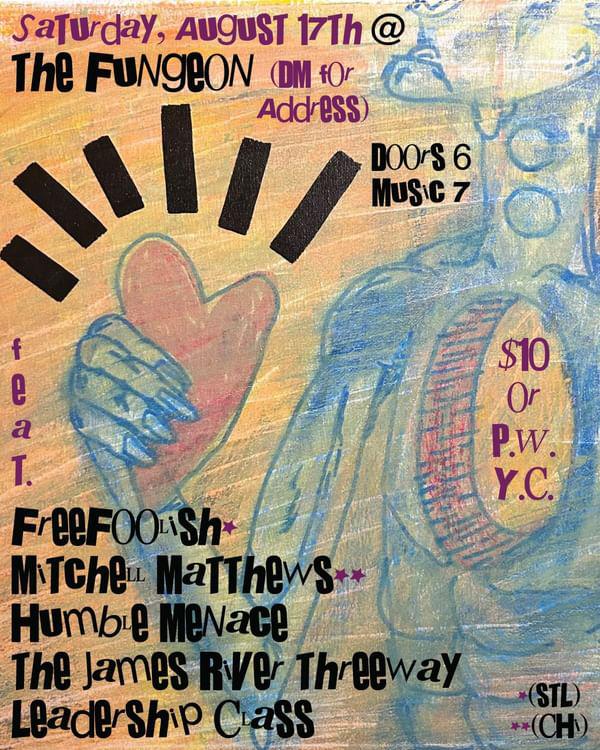 Saturday, August 17th @
The Fungeon (DM for
Address)
Doors 6
Music 7
feat.
$10
or
P.W.
Y.C.
FreeFoolish★
Mitchell Matthews★★
Humble Menace
The James River Threeway
Leadership Class
★(STL)
★★(CHI)